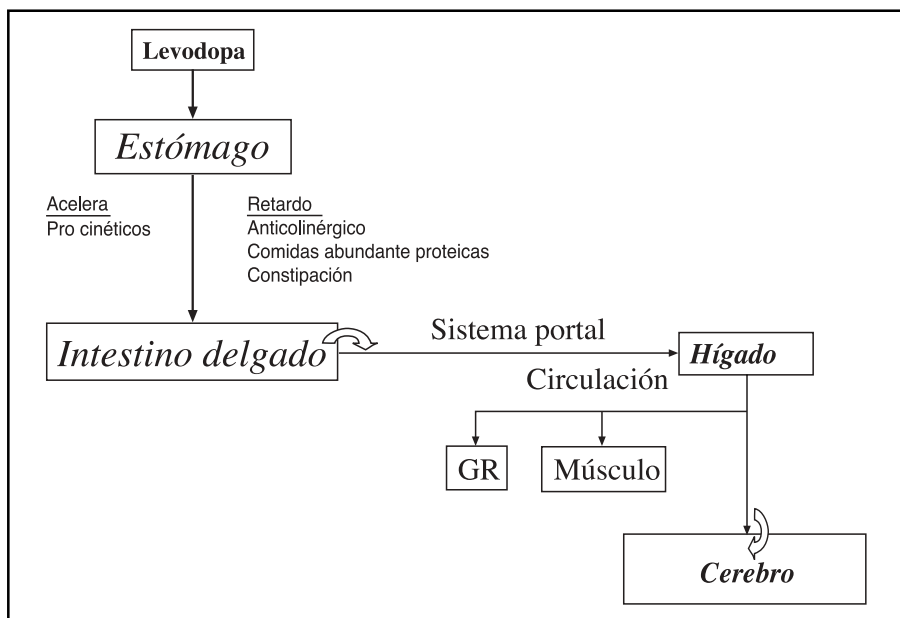 Levodopa
Estómago
Acelera
Pro cinéticos
Retardo
Anticolinérgico
Comidas abundante proteicas
Constipación
Intestino delgado
Sistema portal
Hígado
Circulación
GR
Músculo
Cerebro